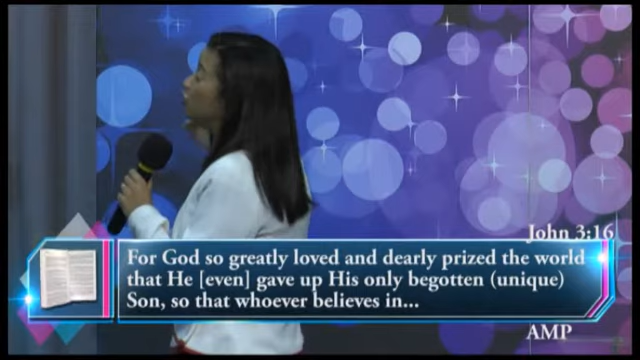 John 3:16
For God so greatly loved and dearly prized the world
that He [even] gave up His only begotten (unique)
Son, so that whoever believes in...
AMP